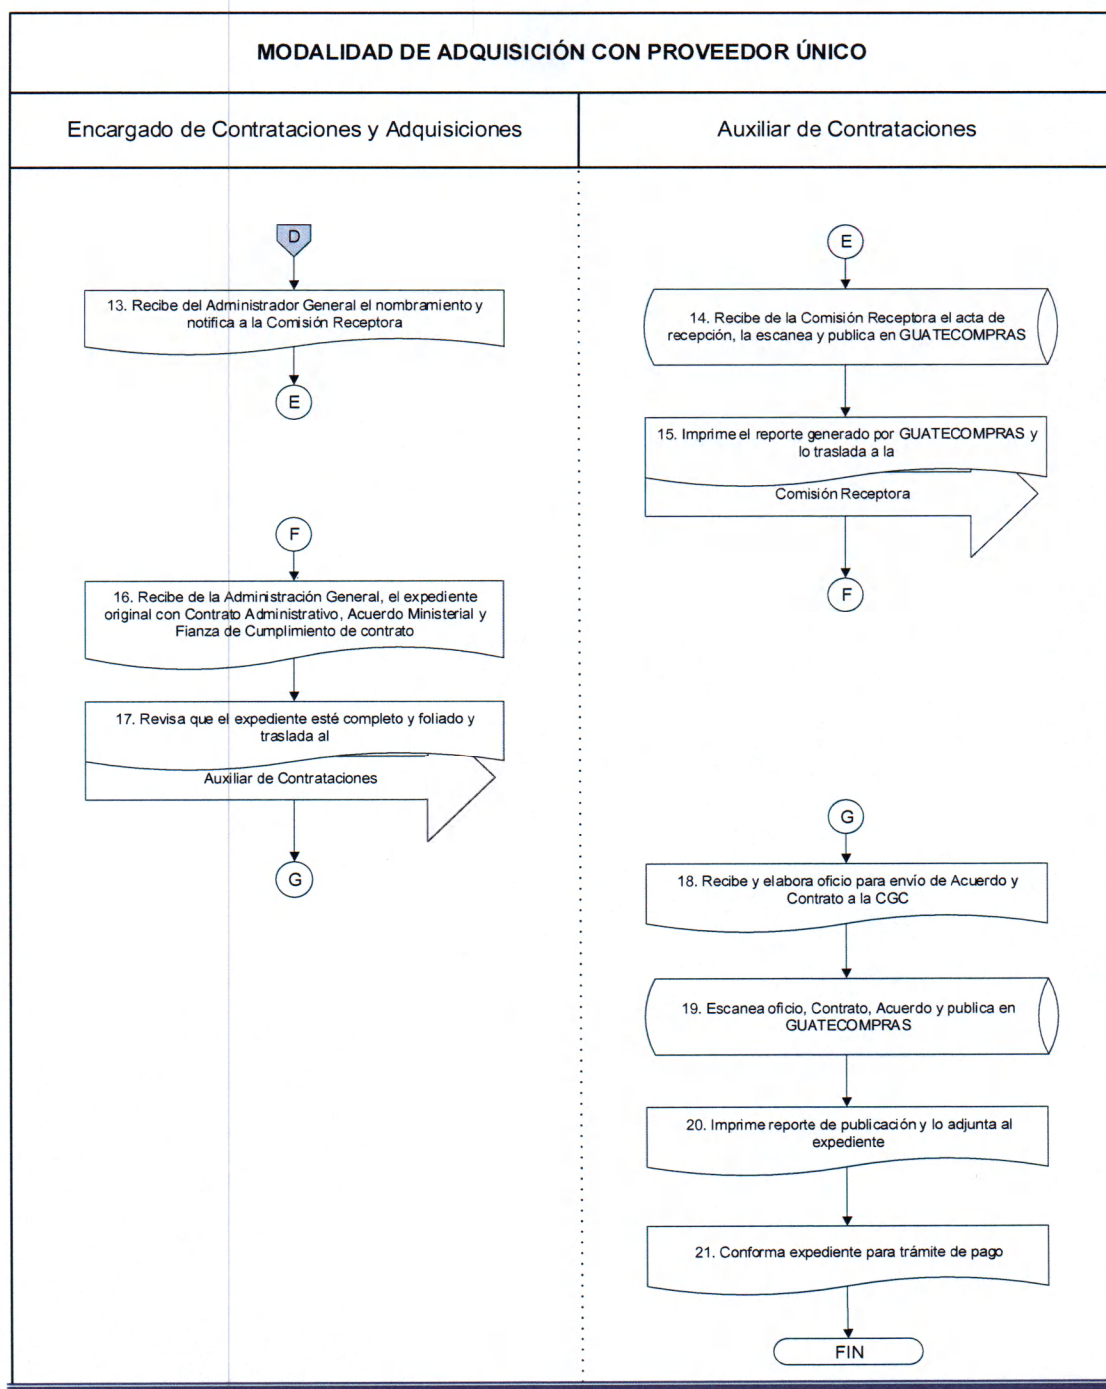 MODALIDAD DE ADQUISICIÓN CON PROVEEDOR ÚNICO
Encargado de Contrataciones y Adquisiciones
Auxiliar de Contrataciones
D
13. Recibe del Administrador General el nombramiento y
notifica a la Comisión Receptora
E
E
14. Recibe de la Comisión Receptora el acta de
recepción, la escanea y publica en GUATECOMPRAS
15. Imprime el reporte generado por GUATECOMPRAS y
lo traslada a la
Comisión Receptora
F
F
16. Recibe de la Administración General, el expediente
original con Contrato Administrativo, Acuerdo Ministerial y
Fianza de Cumplimiento de contrato
17. Revisa que el expediente esté completo y foliado y
traslada al
Auxiliar de Contrataciones
G
G
18. Recibe y elabora oficio para envío de Acuerdo y
Contrato a la CGC
19. Escanea oficio, Contrato, Acuerdo y publica en
GUATECOMPRAS
20. Imprime reporte de publicación y lo adjunta al
expediente
21. Conforma expediente para trámite de pago
FIN